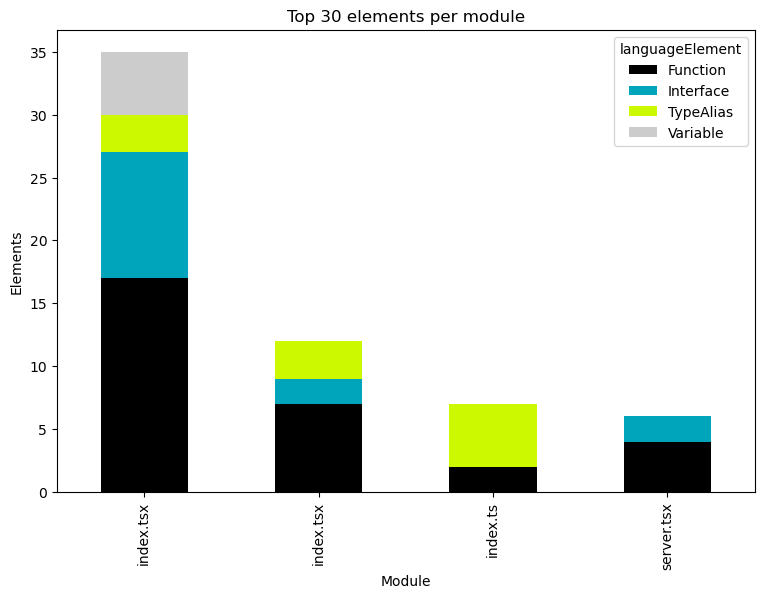 Top 30 elements per module
languageElement
Function
Interface
TypeAlias
Variable
Elements
35
30
25
20
15
10
5
0
index.tsx
index.tsx
index.ts
server.tsx
Module